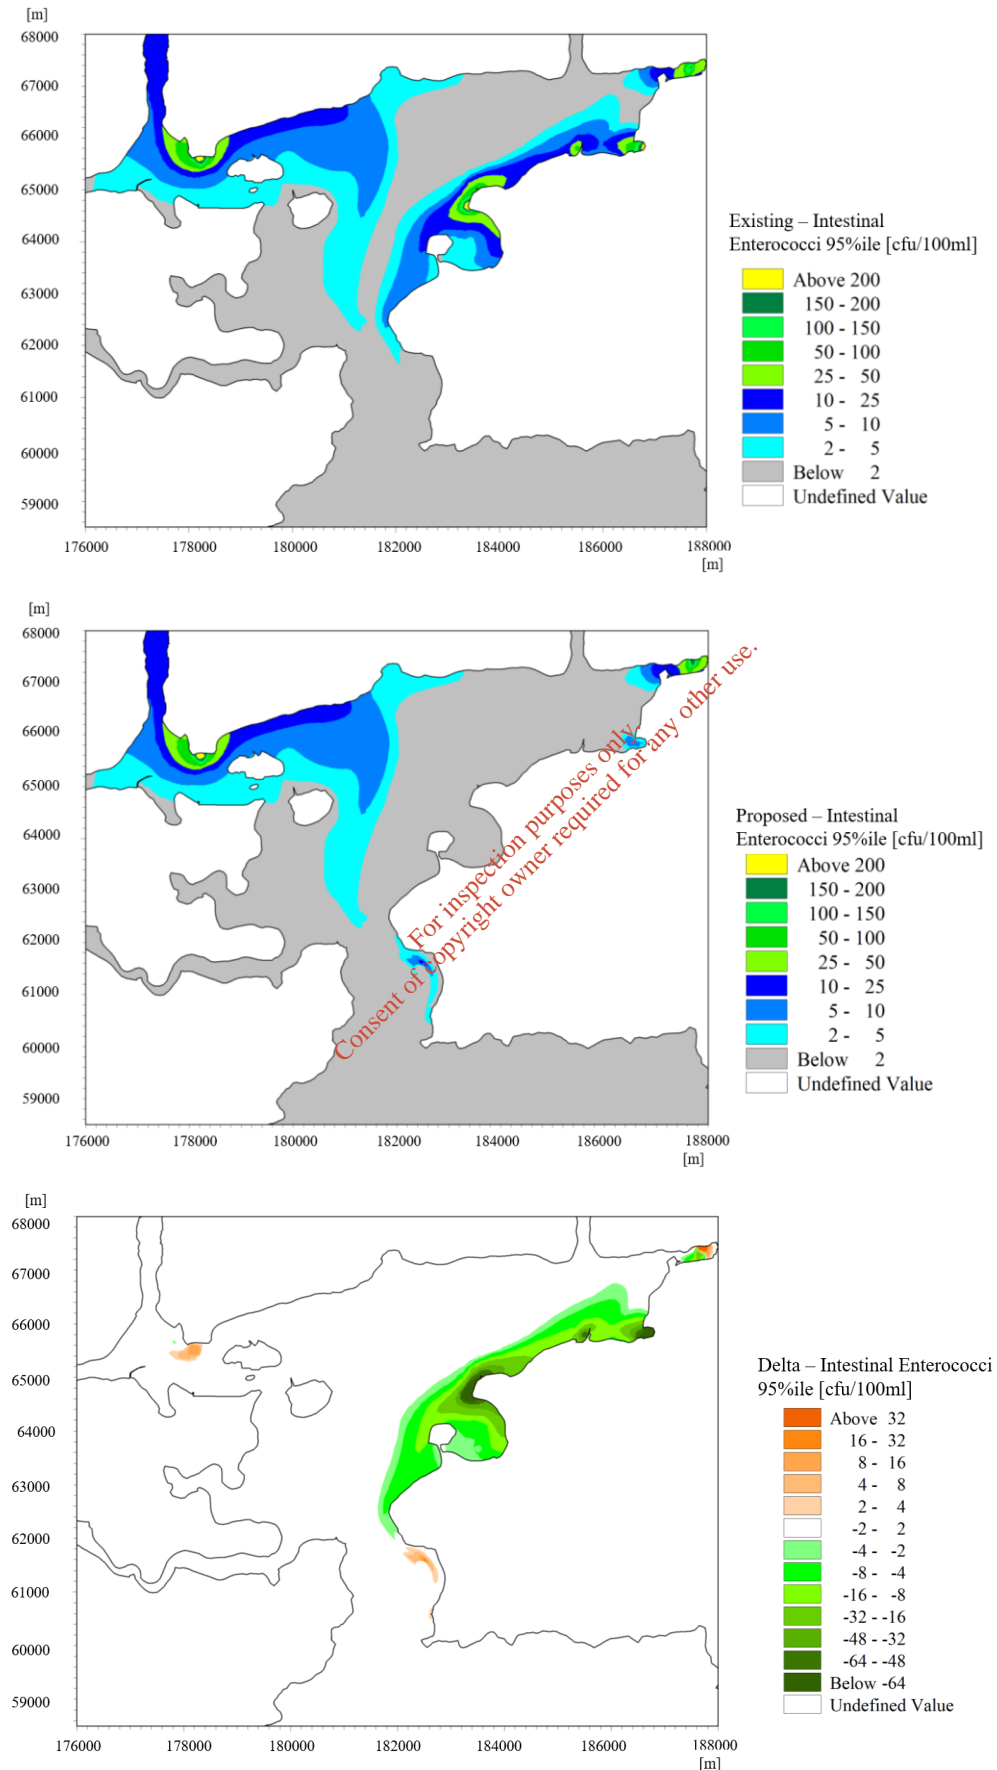 [m]
68000
67000
66000
65000
64000
63000
62000
61000
60000
59000
176000 178000 180000 182000 184000 186000 188000
[m]
Existing – Intestinal
Enterococci 95%ile [cfu/100ml]
Above 200
150 - 200
100 - 150
50 - 100
25 - 50
10 - 25
5 - 10
2 - 5
Below 2
Undefined Value
[m]
68000
67000
66000
65000
64000
63000
62000
61000
60000
59000
176000 178000 180000 182000 184000 186000 188000
[m]
For inspection purposes only.
Consent of copyright owner required for any other use.
Proposed – Intestinal
Enterococci 95%ile [cfu/100ml]
Above 200
150 - 200
100 - 150
50 - 100
25 - 50
10 - 25
5 - 10
2 - 5
Below 2
Undefined Value
[m]
68000
67000
66000
65000
64000
63000
62000
61000
60000
59000
176000 178000 180000 182000 184000 186000 188000
[m]
Delta – Intestinal Enterococci
95%ile [cfu/100ml]
Above 32
16 - 32
8 - 16
4 - 8
2 - 4
-2 - 2
-4 - -2
-8 - -4
-16 - -8
-32 - -16
-48 - -32
-64 - -48
Below -64
Undefined Value